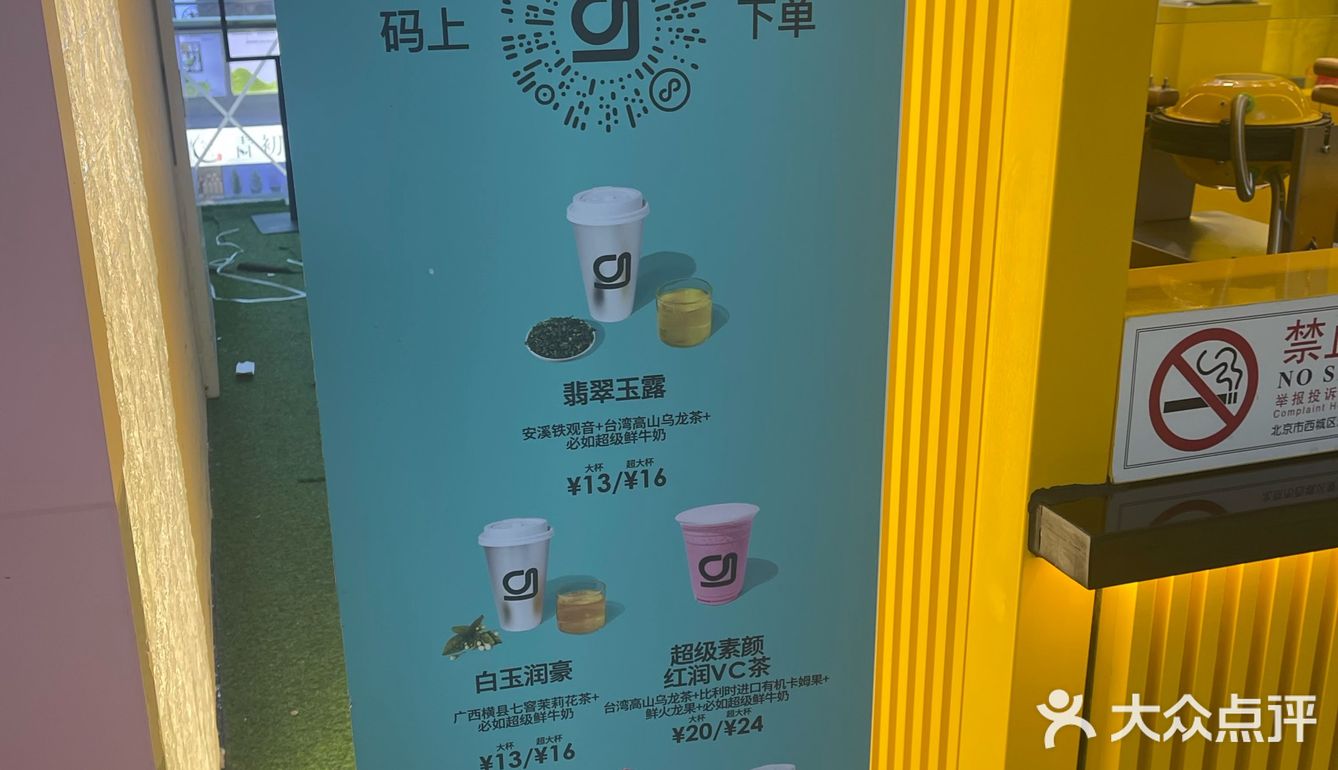 码上 下单
翡翠玉露
安溪铁观音+台湾高山乌龙茶+
必如超级鲜牛奶
大杯 超大杯
¥13/¥16
白玉润豪
广西横县七窨茉莉花茶+
必如超级鲜牛奶
大杯 超大杯
¥13/¥16
超级素颜
红润VC茶
台湾高山乌龙茶+比利时进口有机卡姆果+
鲜火龙果+必如超级鲜牛奶
大杯 超大杯
¥20/¥24
禁
NO S
举报投诉
Complaint H
北京市西城区
大众点评